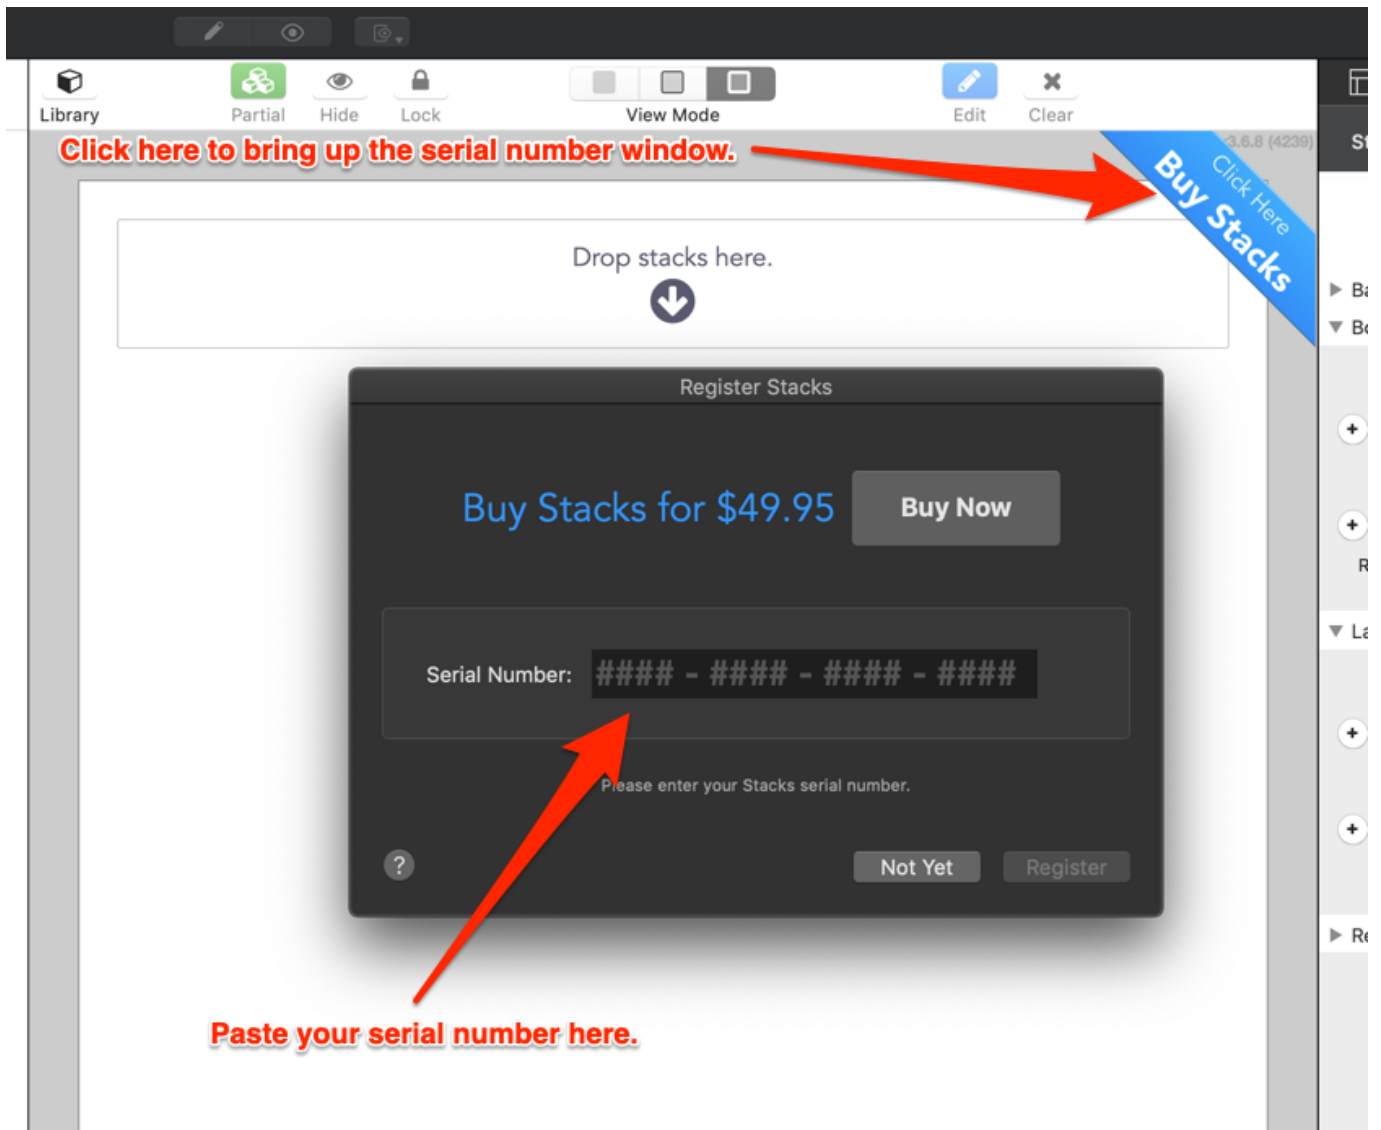 Library
Partial
Hide
Lock
View Mode
Edit
Clear
Click here to bring up the serial number window.
3.6.8 (4239)
Click Here
Buy Stacks
Drop stacks here.
Register Stacks
Buy Stacks for $49.95
Buy Now
Serial Number:
#### - #### - #### - ####
Please enter your Stacks serial number.
?
Not Yet
Register
Paste your serial number here.